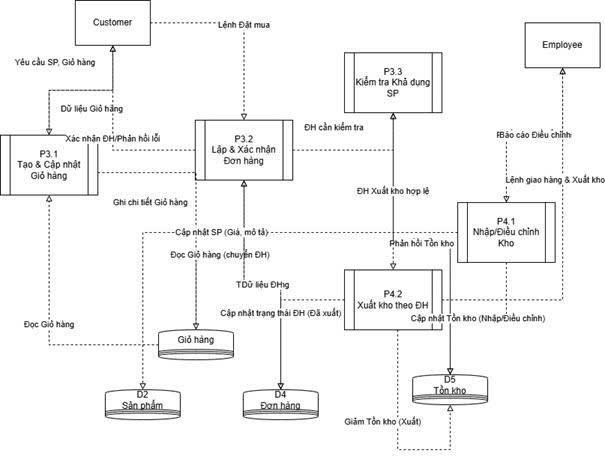 Customer
Lệnh Đặt mua
Employee
Yêu cầu SP, Giỏ hàng
P3.3
Kiểm tra Khả dụng
SP
Dữ liệu Giỏ hàng
P3.2
Lập & Xác nhận
Đơn hàng
ĐH cần kiểm tra
Báo cáo Điều chỉnh
Xác nhận ĐH/Phản hồi lỗi
P3.1
Tạo & Cập nhật
Giỏ hàng
Lệnh giao hàng & Xuất kho
ĐH Xuất kho hợp lệ
Ghi chi tiết Giỏ hàng
P4.1
Nhập/Điều chỉnh
Kho
Cập nhật SP (Giá, mô tả)
Phản hồi Tồn kho
Đọc Giỏ hàng (chuyển ĐH)
TDữ liệu ĐHg
P4.2
Xuất kho theo ĐH
Cập nhật trạng thái ĐH (Đã xuất)
Cập nhật Tồn kho (Nhập/Điều chỉnh)
Đọc Giỏ hàng
Giỏ hàng
D2
Sản phẩm
D4
Đơn hàng
D5
Tồn kho
Giảm Tồn kho (Xuất)